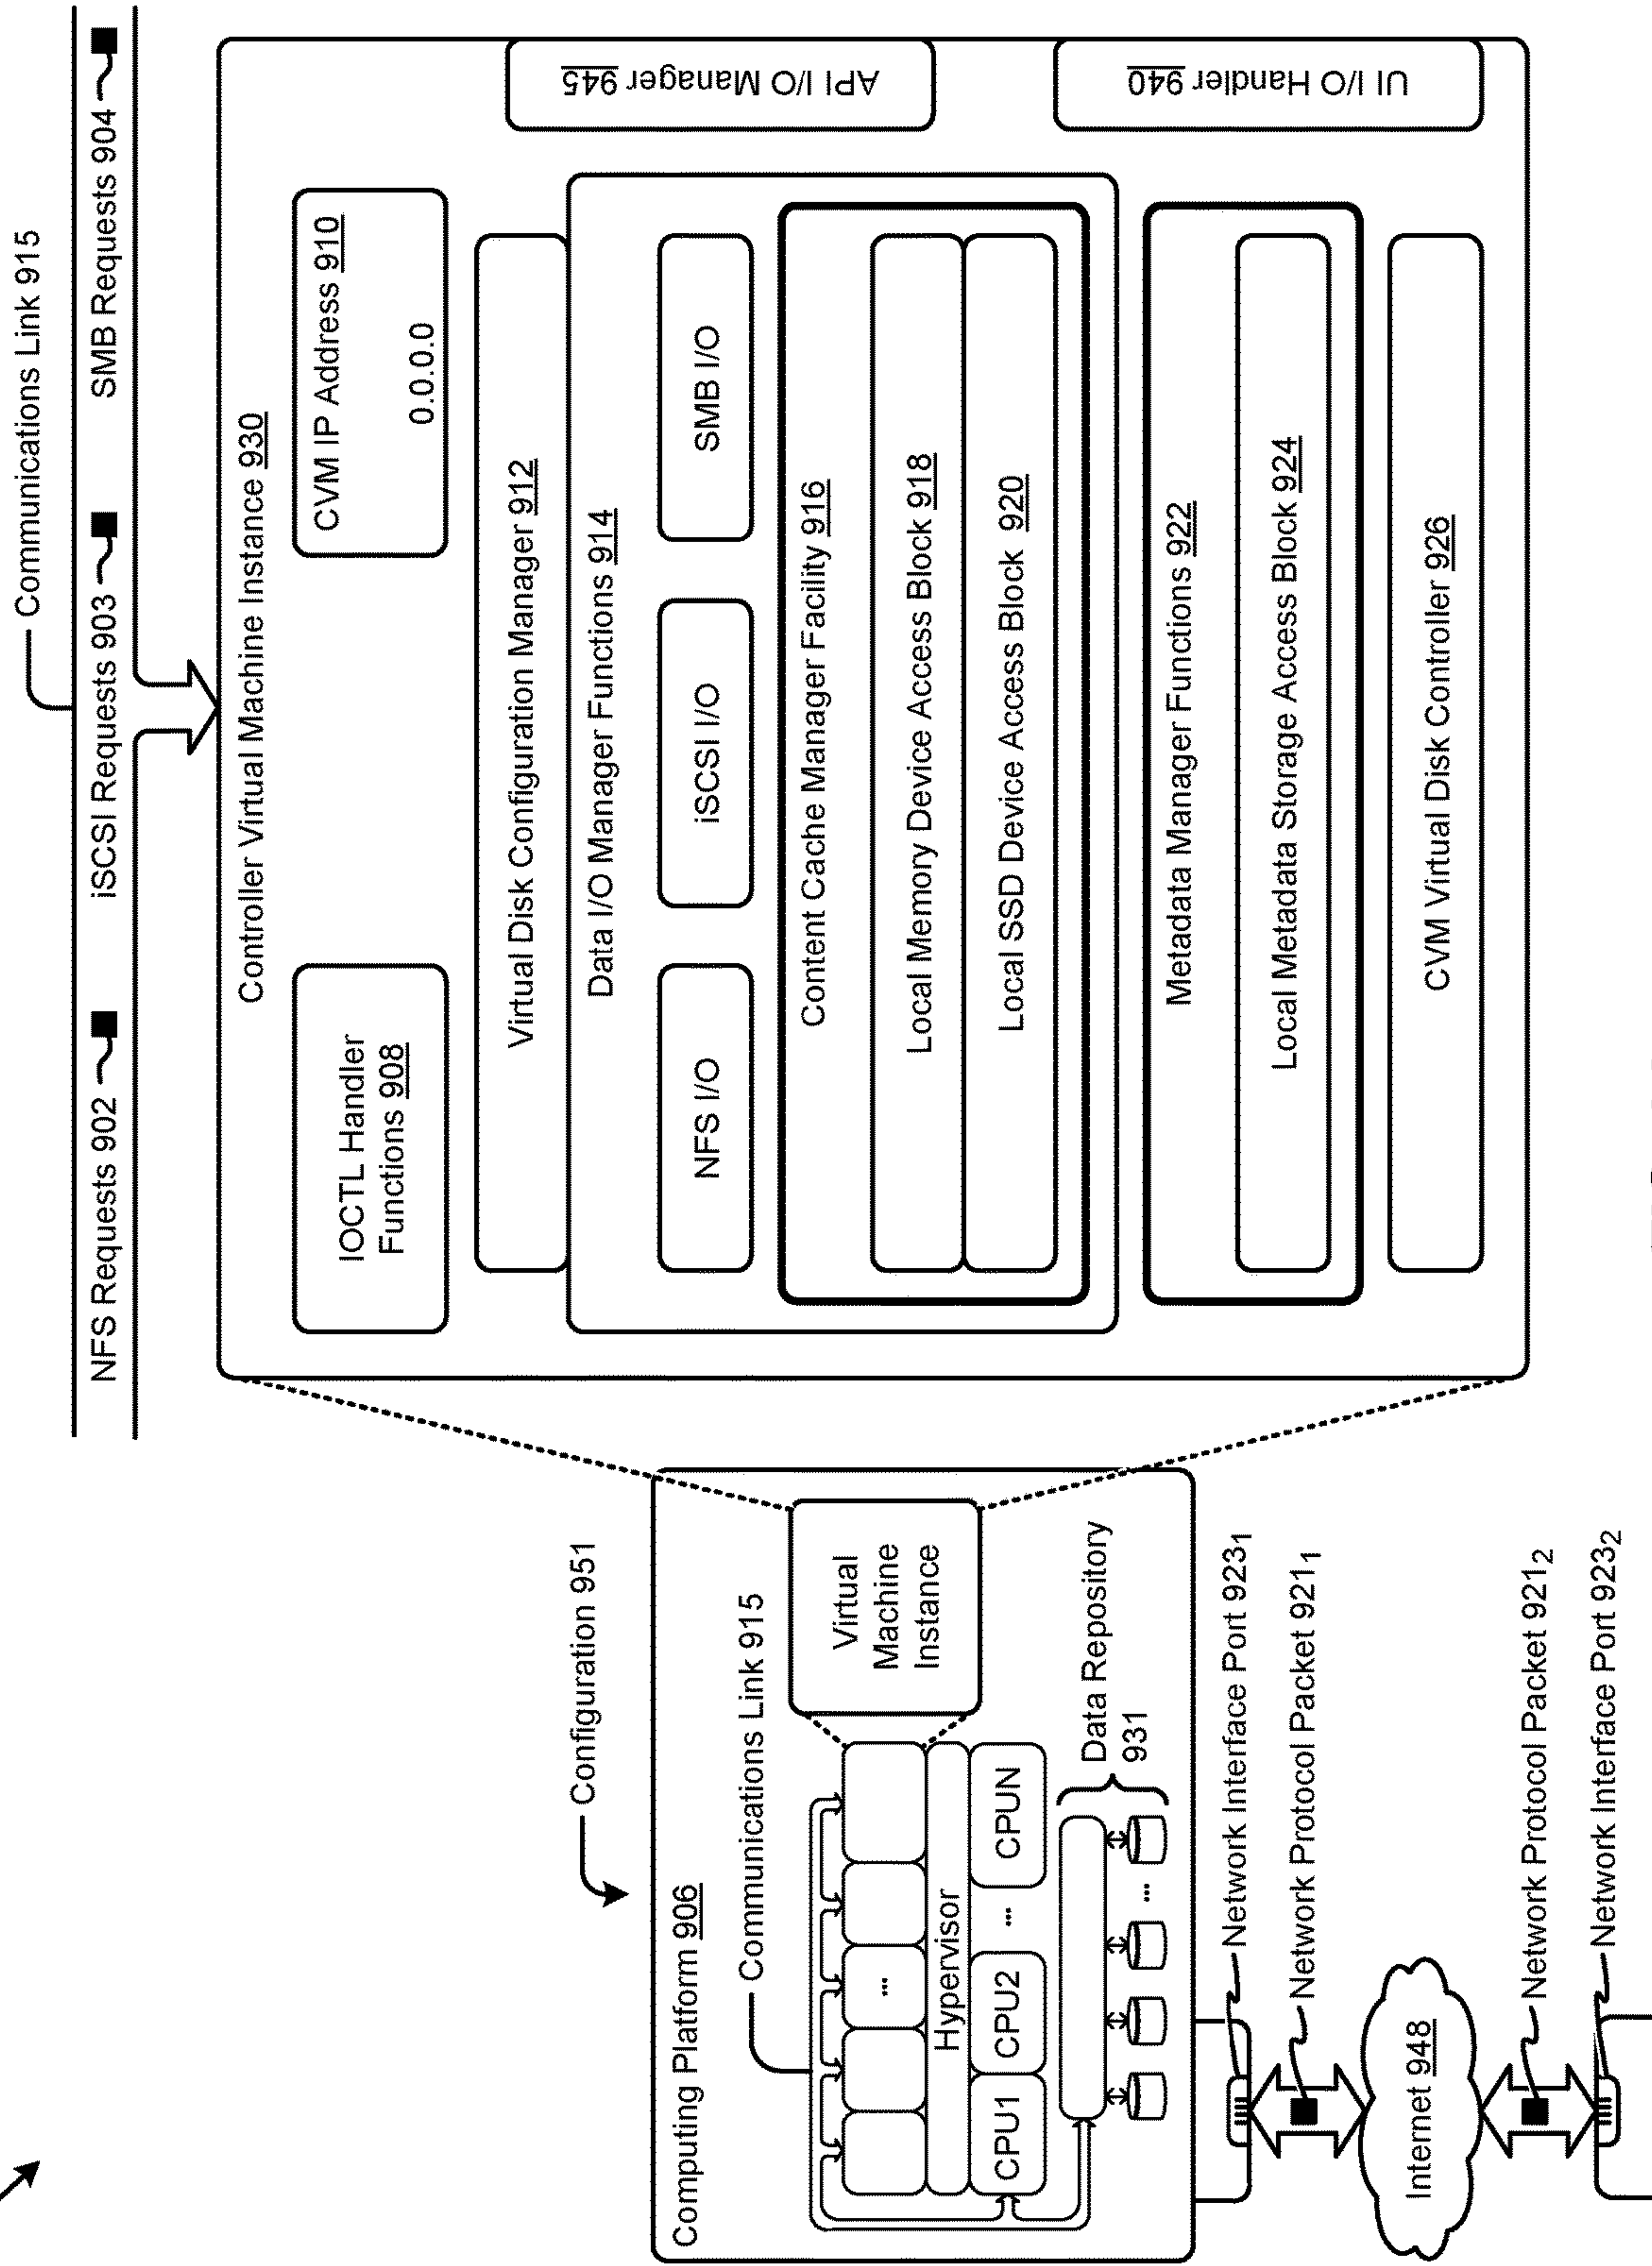 Communications Link 915
NFS Requests 902
iSCSI Requests 903
SMB Requests 904
Controller Virtual Machine Instance 930
IOCTL Handler
Functions 908
CVM IP Address 910
0.0.0.0
Virtual Disk Configuration Manager 912
Data I/O Manager Functions 914
NFS I/O
iSCSI I/O
SMB I/O
Content Cache Manager Facility 916
Local Memory Device Access Block 918
Local SSD Device Access Block 920
Metadata Manager Functions 922
Local Metadata Storage Access Block 924
CVM Virtual Disk Controller 926
API I/O Manager 945
UI I/O Handler 940
Configuration 951
Computing Platform 906
Communications Link 915
Virtual
Machine
Instance
...
Hypervisor
CPU1
CPU2
...
CPUN
Data Repository
931
...
Network Interface Port 923₁
Network Protocol Packet 921₁
Internet 948
Network Protocol Packet 921₂
Network Interface Port 923₂